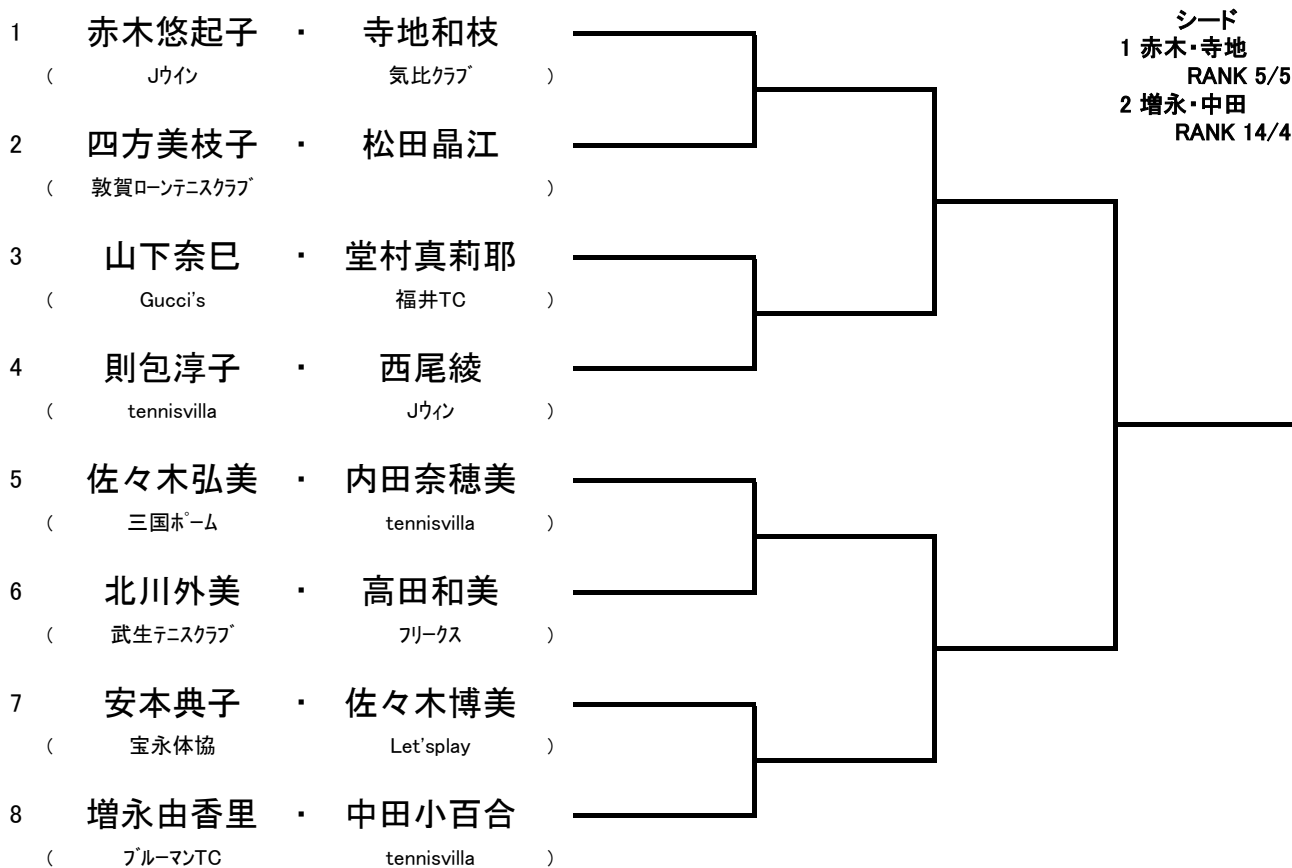 1 赤木悠起子 ・ 寺地和枝
( Jウイン 気比ｸﾗﾌﾞ )
2 四方美枝子 ・ 松田晶江
( 敦賀ﾛｰﾝﾃﾆｽｸﾗﾌﾞ )
3 山下奈巳 ・ 堂村真莉耶
( Gucci's 福井TC )
4 則包淳子 ・ 西尾綾
( tennisvilla Jｳｨﾝ )
5 佐々木弘美 ・ 内田奈穂美
( 三国ﾎﾟｰﾑ tennisvilla )
6 北川外美 ・ 高田和美
( 武生ﾃﾆｽｸﾗﾌﾞ ﾌﾘｰｸｽ )
7 安本典子 ・ 佐々木博美
( 宝永体協 Let'splay )
8 増永由香里 ・ 中田小百合
( ﾌﾞﾙｰﾏﾝTC tennisvilla )
シード
1 赤木・寺地
RANK 5/5
2 増永・中田
RANK 14/4